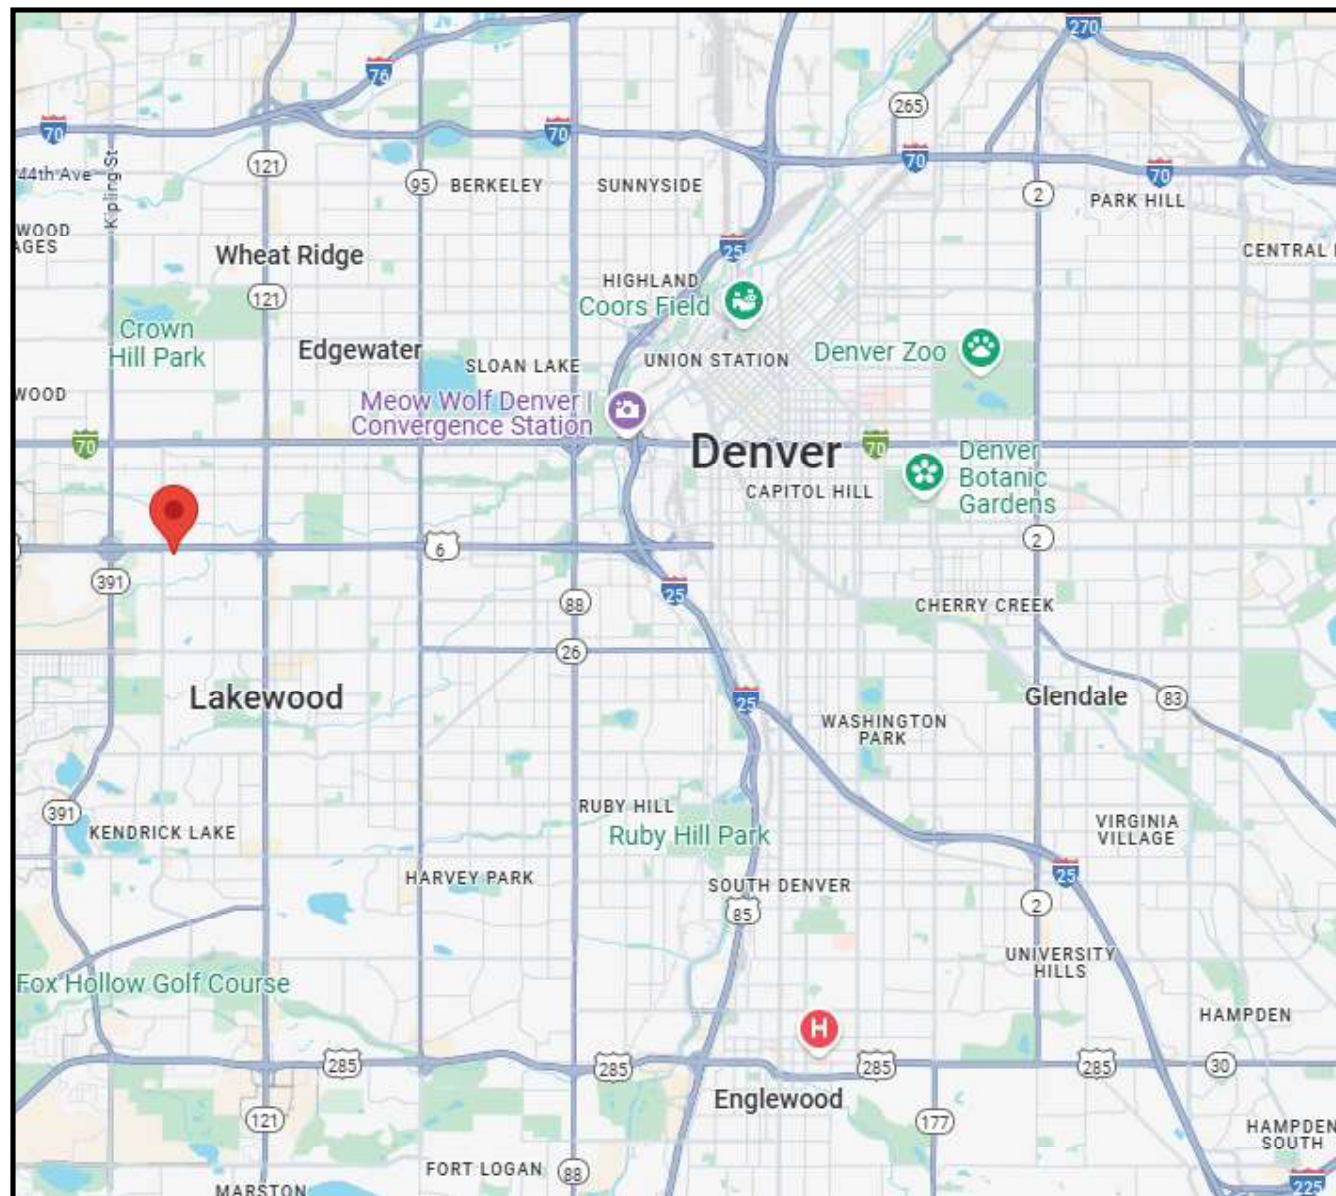 270
76
265
70
70
70
70
44th Ave
Kipling St
121
95
BERKELEY
SUNNYSIDE
2
PARK HILL
WOOD
AGES
Wheat Ridge
25
CENTRAL
HIGHLAND
Coors Field
121
Crown
Hill Park
Edgewater
SLOAN LAKE
UNION STATION
Denver Zoo
WOOD
Meow Wolf Denver |
Convergence Station
70
Denver
70
Denver
Botanic
Gardens
CAPITOL HILL
6
2
391
25
88
CHERRY CREEK
26
Lakewood
25
Glendale
83
WASHINGTON
PARK
391
KENDRICK LAKE
RUBY HILL
Ruby Hill Park
VIRGINIA
VILLAGE
HARVEY PARK
SOUTH DENVER
25
85
2
UNIVERSITY
HILLS
Fox Hollow Golf Course
HAMPDEN
H
285
285
285
285
30
Englewood
121
177
HAMPDEN
SOUTH
FORT LOGAN
88
MARSTON
225